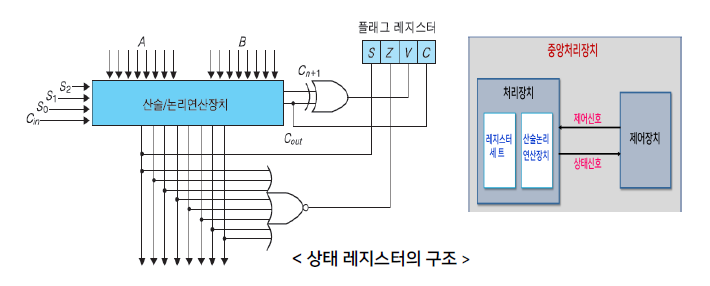 플래그 레지스터
A
B
S Z V C
C_{n+1}
S_2
S_1
S_0
C_{in}
산술/논리연산장치
C_{out}
< 상태 레지스터의 구조 >
중앙처리장치
처리장치
레지스터
세트
산술논리
연산장치
제어신호
상태신호
제어장치